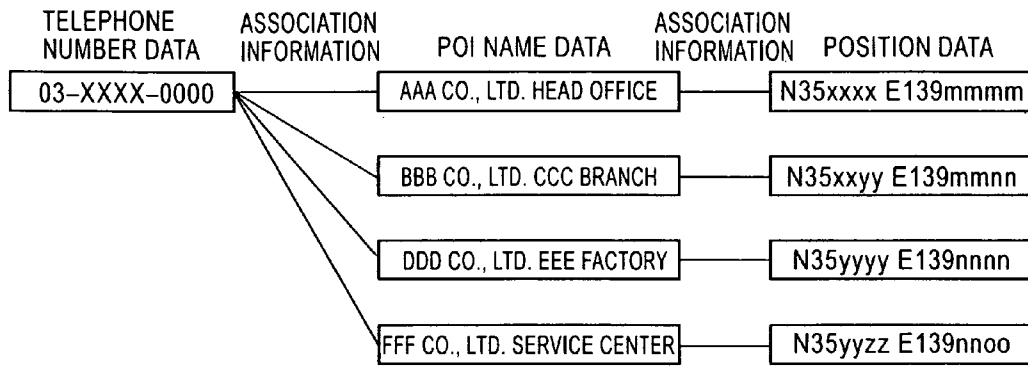 TELEPHONE NUMBER DATA
ASSOCIATION INFORMATION
POI NAME DATA
ASSOCIATION INFORMATION
POSITION DATA
03-XXXX-0000
AAA CO., LTD. HEAD OFFICE
N35xxxx E139mmmm
BBB CO., LTD. CCC BRANCH
N35xxyy E139mmnn
DDD CO., LTD. EEE FACTORY
N35yyyy E139nnnn
FFF CO., LTD. SERVICE CENTER
N35yyzz E139nnoo